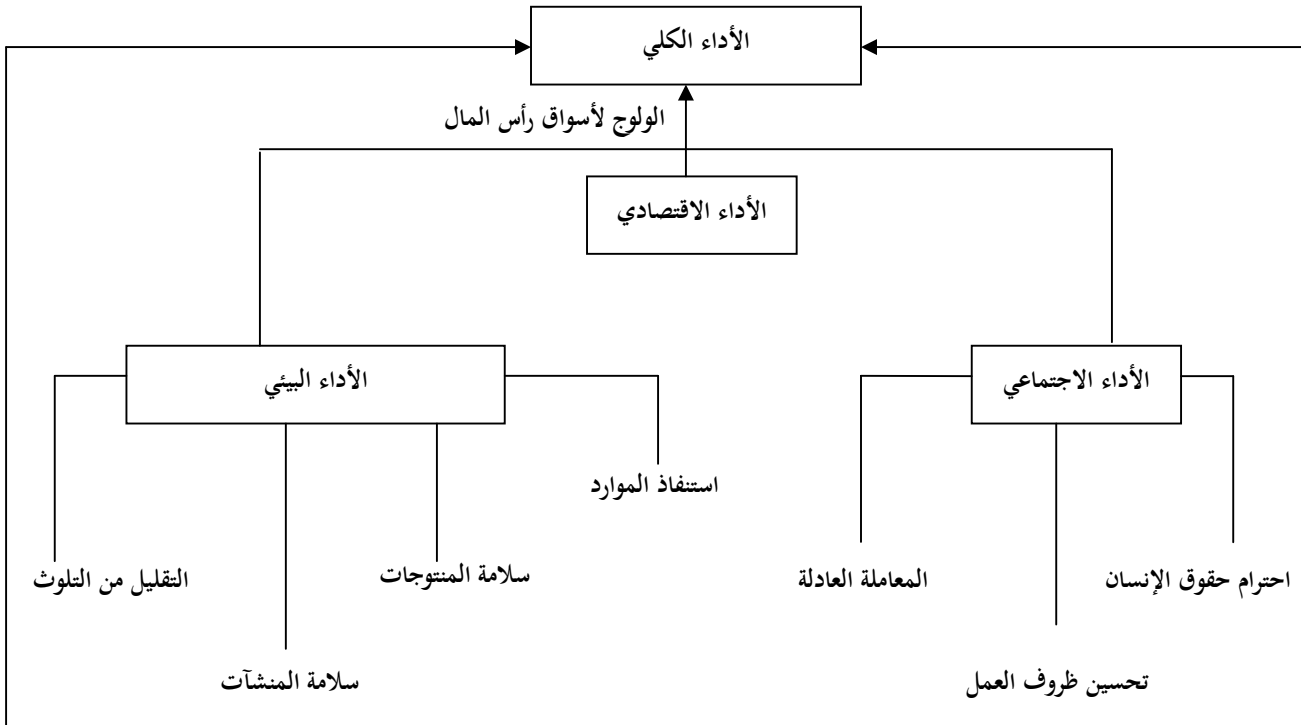 الأداء الكلي
الولوج لأسواق رأس المال
الأداء الاقتصادي
الأداء الاجتماعي
الأداء البيئي
استنفاذ الموارد
احترام حقوق الإنسان
المعاملة العادلة
سلامة المنتوجات
التقليل من التلوث
تحسين ظروف العمل
سلامة المنشآت